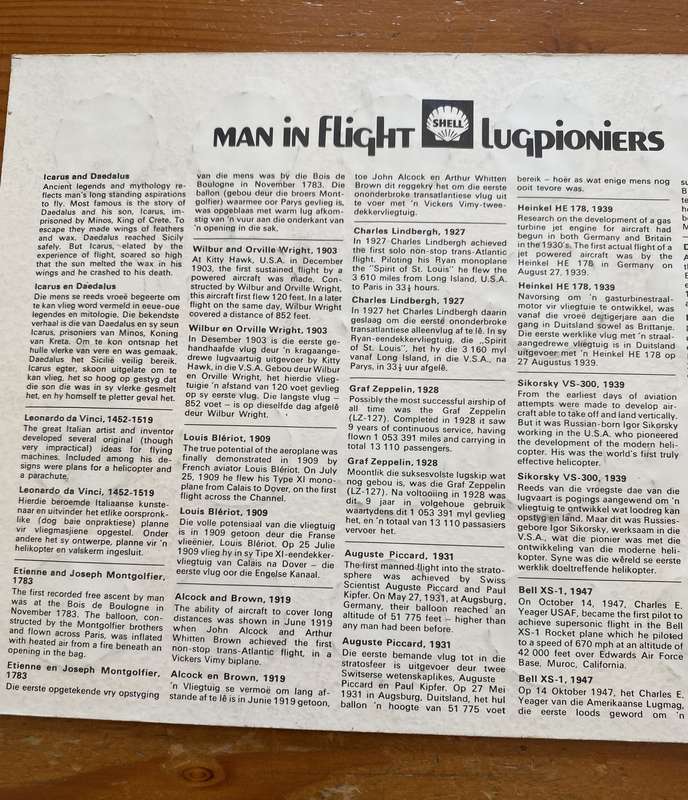 MAN IN FLIGHT SHELL LUGPIONIERS
Icarus and Daedalus
Ancient legends and mythology re-
flects man's long standing aspirations
to fly. Most famous is the story of
Daedalus and his son, Icarus, im-
prisoned by Minos, King of Crete. To
escape they made wings of feathers
and wax. Daedalus reached Sicily
safely. But Icarus, elated by the
experience of flight, soared so high
that the sun melted the wax in his
wings and he crashed to his death.
Icarus en Daedalus
Die mens se reeds vroeë begeerte om
te kan vlieg word vermeld in eeue-oue
legendes en mitologie. Die bekendste
verhaal is die van Daedalus en sy seun
Icarus, prisoniers van Minos, Koning
van Kreta. Om te kon ontsnap het
hulle vlerke van vere en was gemaak.
Daedalus het Sicilië veilig bereik.
Icarus egter, skoon uitgelate om te
kan vlieg, het so hoog op gestyg dat
die son die was in sy vlerke gesmelt
het, en hy homself te pletter geval het.
Leonardo da Vinci, 1452-1519
The great Italian artist and inventor
developed several original (though
very impractical) ideas for flying
machines. Included among his de-
signs were plans for a helicopter and
a parachute.
Leonardo da Vinci, 1452-1519
Hierdie beroemde Italiaanse kunste-
naar en uitvinder het etlike oorspronk-
like (dog baie onpraktiese) planne
vir vliegmasjiene opgestel. Onder
andere het sy ontwerpe, planne vir 'n
helikopter en valskerm ingesluit.
Etienne and Joseph Montgolfier,
1783
The first recorded free ascent by man
was at the Bois de Boulogne in
November 1783. The balloon, con-
structed by the Montgolfier brothers
and flown across Paris, was inflated
with heated air from a fire beneath an
opening in the bag.
Etienne en Joseph Montgolfier,
1783
Die eerste opgetekende vry opstyging
van die mens was by die Bois de
Boulogne in November 1783. Die
ballon (gebou deur die broers Mont-
golfier) waarmee oor Parys gevlieg is,
was opgeblaas met warm lug afkom-
stig van 'n vuur aan die onderkant van
'n opening in die sak.
Wilbur and Orville Wright, 1903
At Kitty Hawk, U.S.A. in December
1903, the first sustained flight by a
powered aircraft was made. Con-
structed by Wilbur and Orville Wright,
this aircraft first flew 120 feet. In a later
flight on the same day, Wilbur Wright
covered a distance of 852 feet.
Wilbur en Orville Wright, 1903
In Desember 1903 is die eerste ge-
handhaafde vlug deur 'n kragaange-
drewe lugvaartuig uitgevoer by Kitty
Hawk, in die V.S.A. Gebou deur Wilbur
en Orville Wright, het hierdie vlieg-
tuigie 'n afstand van 120 voet gevlieg
op sy eerste vlug. Die langste vlug –
852 voet – is op dieselfde dag afgelê
deur Wilbur Wright.
Louis Blériot, 1909
The true potential of the aeroplane was
finally demonstrated in 1909 by
French aviator Louis Blériot. On July
25, 1909 he flew his Type XI mono-
plane from Calais to Dover, on the first
flight across the Channel.
Louis Blériot, 1909
Die volle potensiaal van die vliegtuig
is in 1909 getoon deur die Franse
vlieënier, Louis Blériot. Op 25 Julie
1909 vlieg hy in sy Tipe XI-eendekker-
vliegtuig van Calais na Dover – die
eerste vlug oor die Engelse Kanaal.
Alcock and Brown, 1919
The ability of aircraft to cover long
distances was shown in June 1919
when John Alcock and Arthur
Whitten Brown achieved the first
non-stop trans-Atlantic flight, in a
Vickers Vimy biplane.
Alcock en Brown, 1919
'n Vliegtuig se vermoë om lang af-
stande af te lê is in Junie 1919 getoon,
toe John Alcock en Arthur Whitten
Brown dit reggekry het om die eerste
ononderbroke transatlantiese vlug uit
te voer met 'n Vickers Vimy-twee-
dekkervliegtuig.
Charles Lindbergh, 1927
In 1927 Charles Lindbergh achieved
the first solo non-stop trans-Atlantic
flight. Piloting his Ryan monoplane
the "Spirit of St. Louis" he flew the
3 610 miles from Long Island, U.S.A.
to Paris in 33½ hours.
Charles Lindbergh, 1927
In 1927 het Charles Lindbergh daarin
geslaag om die eerste ononderbroke
transatlantiese alleenvlug af te lê. In sy
Ryan-eendekkervliegtuig, die „Spirit
of St. Louis", het hy die 3 160 myl
vanaf Long Island, in die V.S.A., na
Parys, in 33½ uur afgelê.
Graf Zeppelin, 1928
Possibly the most successful airship of
all time was the Graf Zeppelin
(LZ-127). Completed in 1928 it saw
9 years of continuous service, having
flown 1 053 391 miles and carrying in
total 13 110 passengers.
Graf Zeppelin, 1928
Moontlik die suksesvolste lugskip wat
nog gebou is, was die Graf Zeppelin
(LZ-127). Na voltooiing in 1928 was
dit 9 jaar in volgehoue gebruik
waartydens dit 1 053 391 myl gevlieg
het, en 'n totaal van 13 110 passasiers
vervoer het.
Auguste Piccard, 1931
The first manned flight into the strato-
sphere was achieved by Swiss
Scientist Auguste Piccard and Paul
Kipfer. On May 27, 1931, at Augsburg,
Germany, their balloon reached an
altitude of 51 775 feet – higher than
any man had been before.
Auguste Piccard, 1931
Die eerste bemande vlug tot in die
stratosfeer is uitgevoer deur twee
Switserse wetenskaplikes, Auguste
Piccard en Paul Kipfer. Op 27 Mei
1931 in Augsburg, Duitsland, het hul
ballon 'n hoogte van 51 775 voet
bereik – hoër as wat enige mens nog
ooit tevore was.
Heinkel HE 178, 1939
Research on the development of a gas
turbine jet engine for aircraft had
begun in both Germany and Britain
in the 1930's. The first actual flight of a
jet powered aircraft was by the
Heinkel HE 178 in Germany on
August 27, 1939.
Heinkel HE 178, 1939
Navorsing om 'n gasturbinestraal-
motor vir vliegtuie te ontwikkel, was
vanaf die vroeë dertigerjare aan die
gang in Duitsland sowel as Brittanje.
Die eerste werklike vlug met 'n straal-
aangedrewe vliegtuig is in Duitsland
uitgevoer met 'n Heinkel HE 178 op
27 Augustus 1939.
Sikorsky VS-300, 1939
From the earliest days of aviation
attempts were made to develop air-
craft able to take off and land vertically.
But it was Russian-born Igor Sikorsky
working in the U.S.A. who pioneered
the development of the modern heli-
copter. His was the world's first truly
effective helicopter.
Sikorsky VS-300, 1939
Reeds van die vroegste dae van die
lugvaart is pogings aangewend om 'n
vliegtuig te ontwikkel wat loodreg kan
opstyg en land. Maar dit was Russies-
gebore Igor Sikorsky, werksaam in die
V.S.A., wat die pionier was met die
ontwikkeling van die moderne heli-
kopter. Syne was die wêreld se eerste
werklik doeltreffende helikopter.
Bell XS-1, 1947
On October 14, 1947, Charles E.
Yeager USAF, became the first pilot to
achieve supersonic flight in the Bell
XS-1 Rocket plane which he piloted
to a speed of 670 mph at an altitude of
42 000 feet over Edwards Air Force
Base, Muroc, California.
Bell XS-1, 1947
Op 14 Oktober 1947, het Charles E.
Yeager van die Amerikaanse Lugmag,
die eerste loods geword om 'n